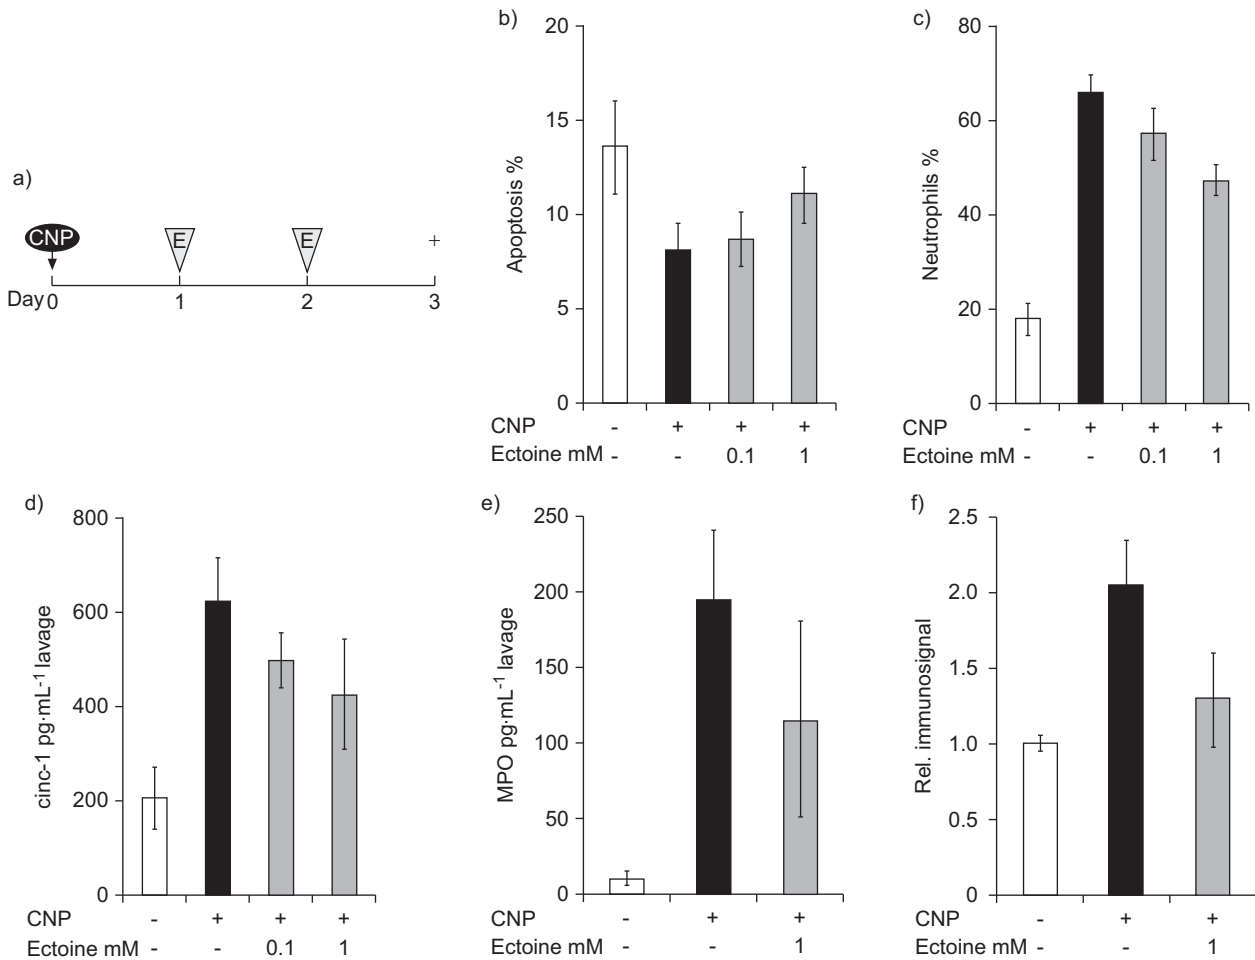 a)
CNP
E
E
+
Day 0 1 2 3
b)
Apoptosis %
20
15
10
5
0
CNP - + + +
Ectoine mM - - 0.1 1
c)
Neutrophils %
80
60
40
20
0
CNP - + + +
Ectoine mM - - 0.1 1
d)
cinc-1 pg·mL-1 lavage
800
600
400
200
0
CNP - + + +
Ectoine mM - - 0.1 1
e)
MPO pg·mL-1 lavage
250
200
150
100
50
0
CNP - + +
Ectoine mM - - 1
f)
Rel. immunosignal
2.5
2.0
1.5
1.0
0.5
0
CNP - + +
Ectoine mM - - 1